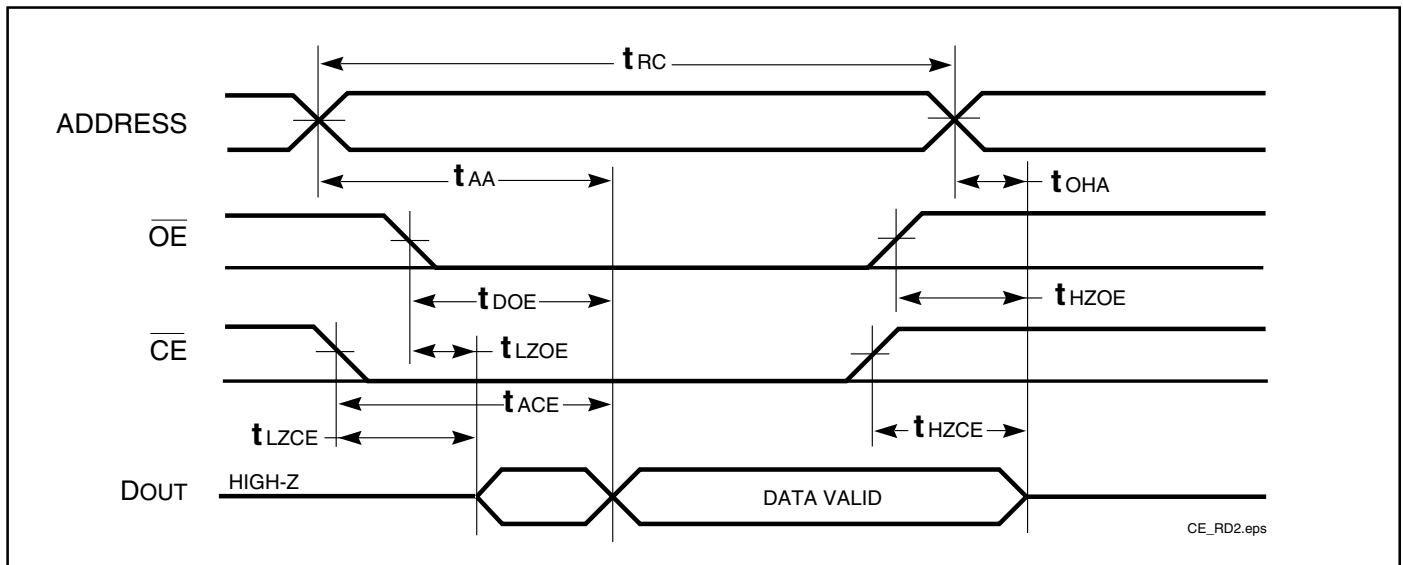 tRC
ADDRESS
tAA
tOHA
OE
tDOE
tHZOE
CE
tLZOE
tACE
tLZCE
tHZCE
DOUT
HIGH-Z
DATA VALID
CE_RD2.eps